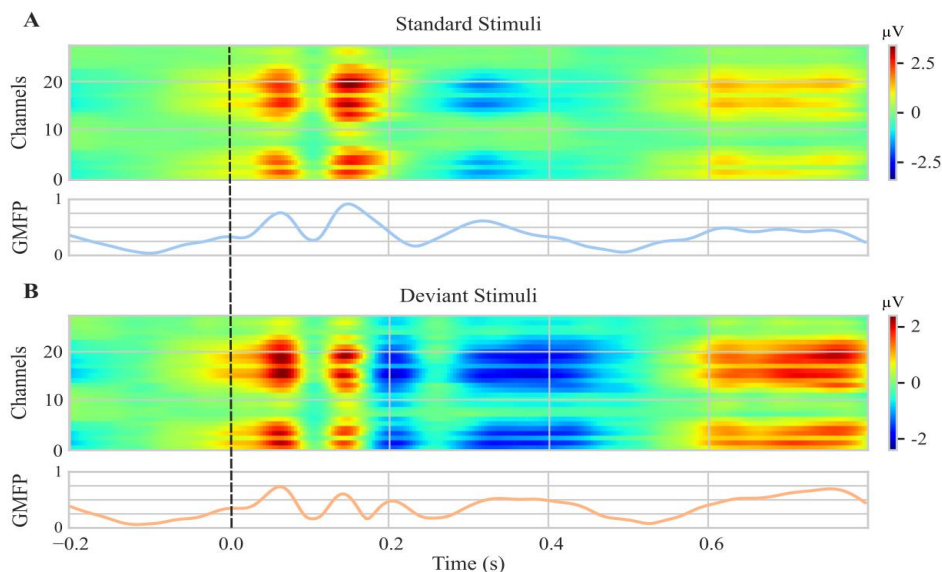 A
Standard Stimuli
µV
Channels
20
10
0
2.5
0
-2.5
GMFP
1
0
B
Deviant Stimuli
µV
Channels
20
10
0
2
0
-2
GMFP
1
0
−0.2
0.0
0.2
0.4
0.6
Time (s)